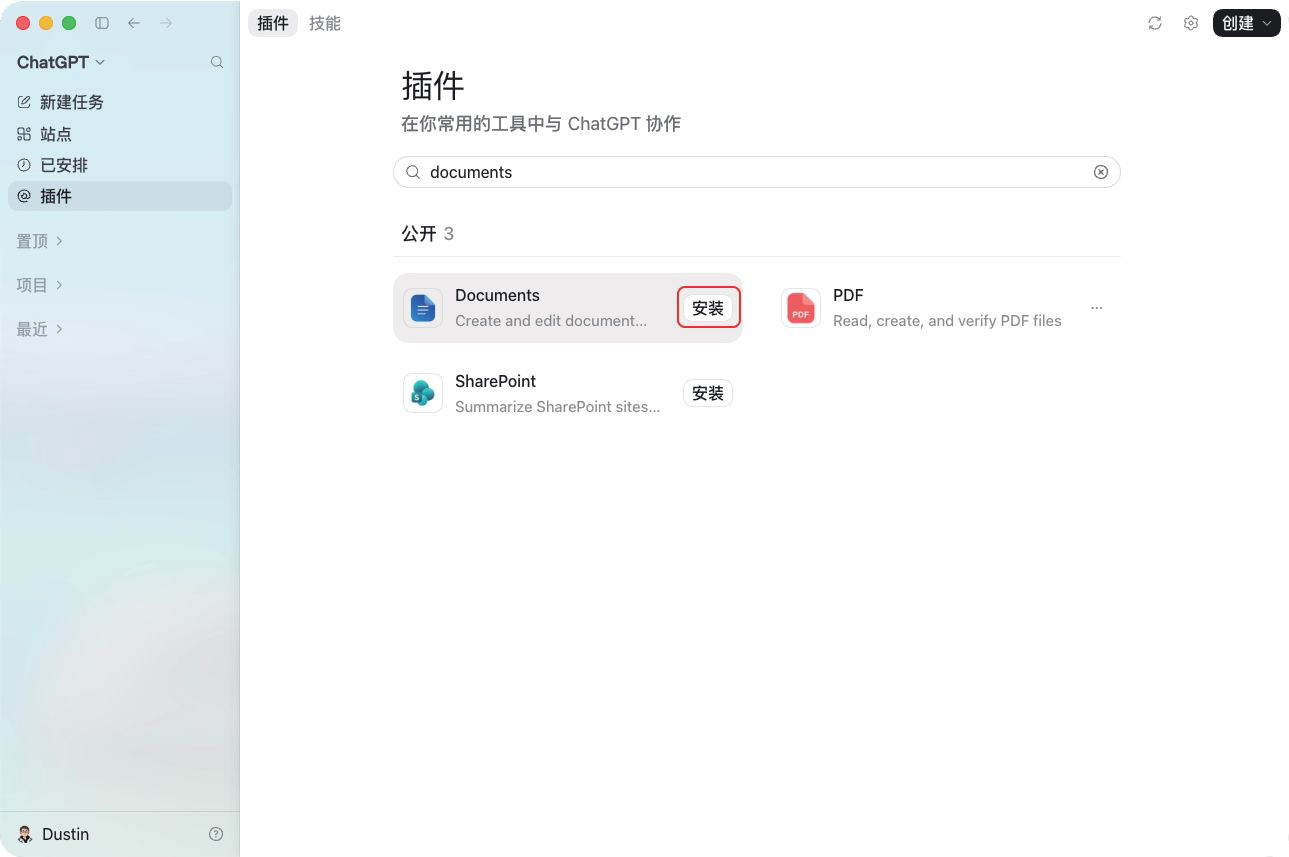 插件 技能
创建
ChatGPT
新建任务
站点
已安排
插件
置顶
项目
最近
Dustin
插件
在你常用的工具中与 ChatGPT 协作
documents
公开 3
Documents
Create and edit document...
安装
PDF
PDF
Read, create, and verify PDF files
S
SharePoint
Summarize SharePoint sites...
安装